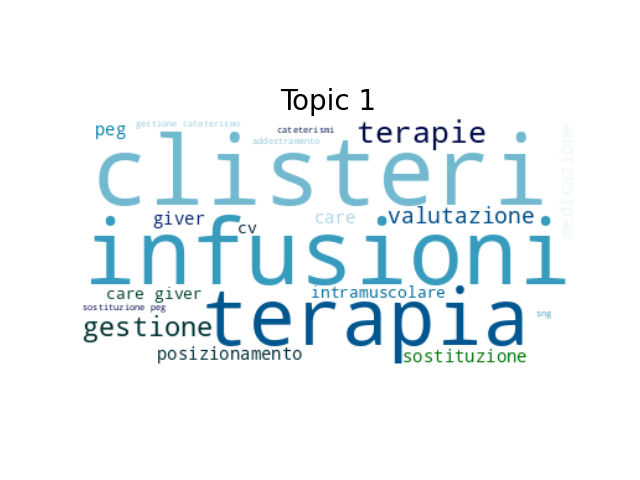 Topic 1
peg
gestione cateterismo
cateterismi
addestramento
terapie
medicazione
clisteri
giver
cv
care
valutazione
infusioni
care giver
intramuscolare
sostituzione peg
gestione
terapia
sng
posizionamento
sostituzione